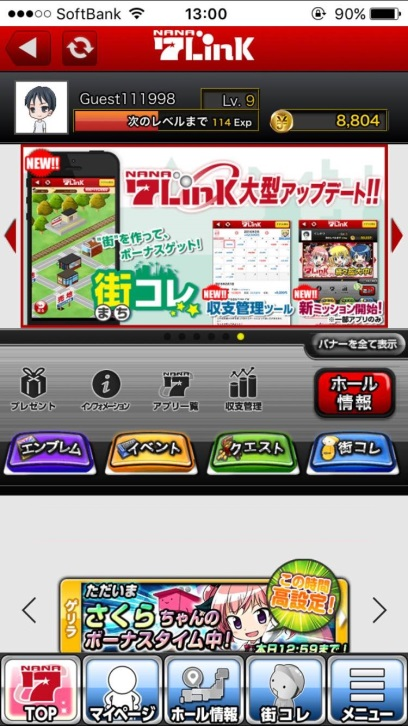 SoftBank 13:00 90%
NANA
7LinK
Guest111998 Lv. 9
次のレベルまで 114 Exp 8,804
NEW!!
NANA
7LinK 大型アップデート!!
"街"を作って、
ボーナスゲット!
街コレ
まち
NEW!! 収支管理ツール
NEW!! 新ミッション開始!
※一部アプリのみ
バナーを全て表示
プレゼント インフォメーション アプリ一覧 収支管理
NANA
7
ホール
情報
エンブレム イベント クエスト 街コレ
ゲリラ
ただいま
さくらちゃんの
ボーナスタイム中!
この時間
高設定!
本日12:59まで!
NANA
7
TOP マイページ ホール情報 街コレ メニュー